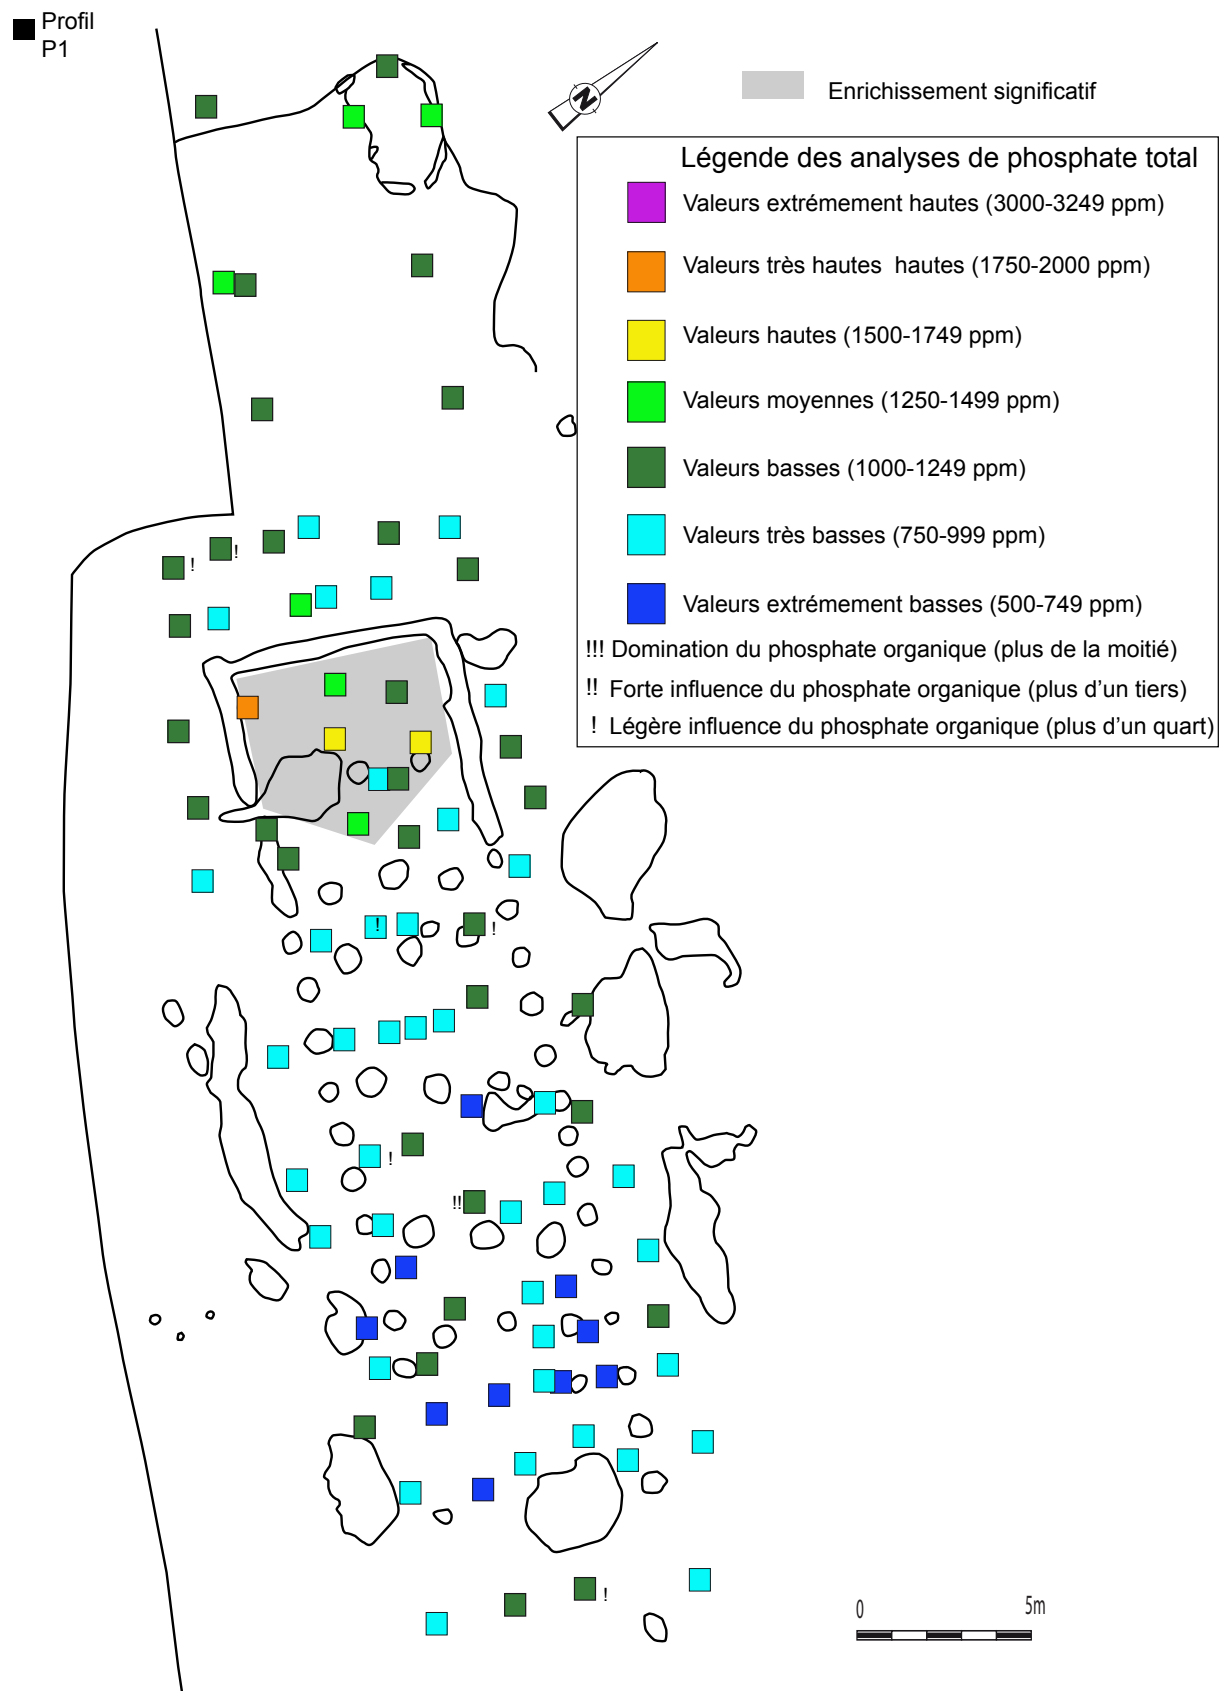 Profil
P1
N
Enrichissement significatif
Légende des analyses de phosphate total
Valeurs extrémement hautes (3000-3249 ppm)
Valeurs très hautes  hautes (1750-2000 ppm)
Valeurs hautes (1500-1749 ppm)
Valeurs moyennes (1250-1499 ppm)
Valeurs basses (1000-1249 ppm)
Valeurs très basses (750-999 ppm)
Valeurs extrémement basses (500-749 ppm)
!!! Domination du phosphate organique (plus de la moitié)
!! Forte influence du phosphate organique (plus d'un tiers)
! Légère influence du phosphate organique (plus d'un quart)
!
!
!
!
!
!!
!
0 5m